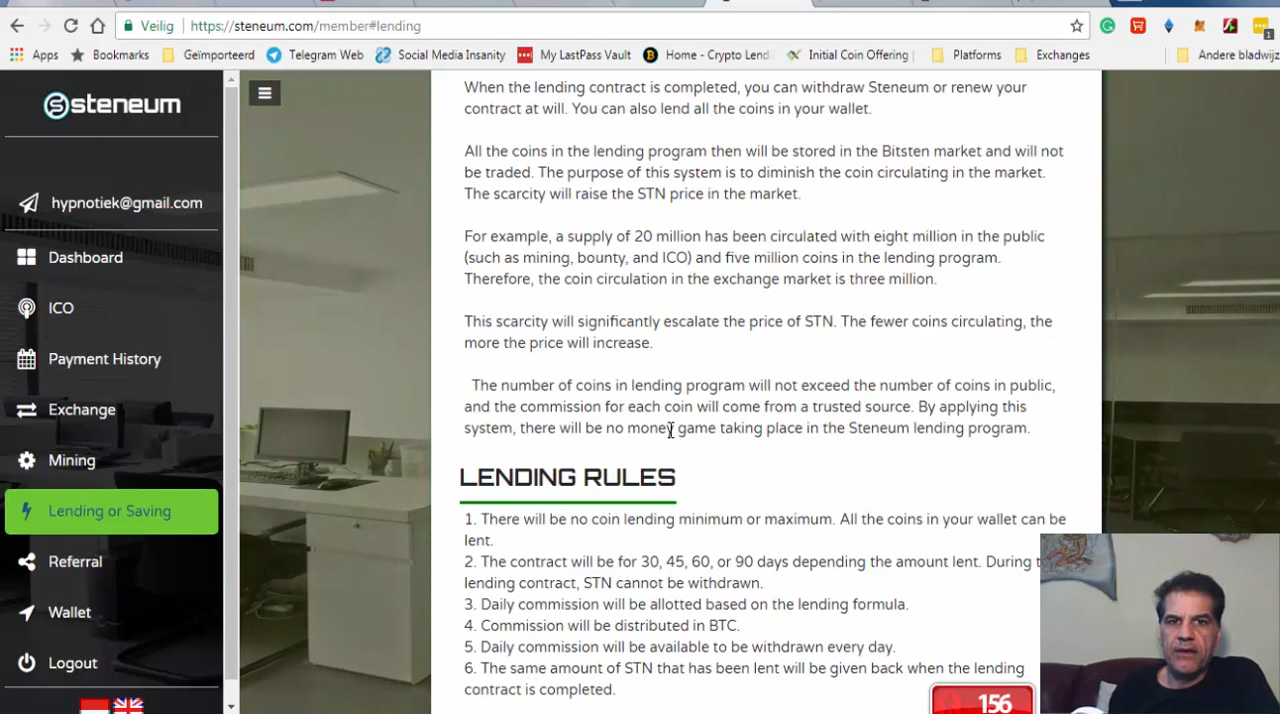 Veilig
https://steneum.com/member#lending
1
Apps
Bookmarks
Geïmporteerd
Telegram Web
Social Media Insanity
My LastPass Vault
Home - Crypto Lend
Initial Coin Offering
Platforms
Exchanges
Andere bladwijz
steneum
hypnotiek@gmail.com
Dashboard
ICO
Payment History
Exchange
Mining
Lending or Saving
Referral
Wallet
Logout
When the lending contract is completed, you can withdraw Steneum or renew your
contract at will. You can also lend all the coins in your wallet.
All the coins in the lending program then will be stored in the Bitsten market and will not
be traded. The purpose of this system is to diminish the coin circulating in the market.
The scarcity will raise the STN price in the market.
For example, a supply of 20 million has been circulated with eight million in the public
(such as mining, bounty, and ICO) and five million coins in the lending program.
Therefore, the coin circulation in the exchange market is three million.
This scarcity will significantly escalate the price of STN. The fewer coins circulating, the
more the price will increase.
The number of coins in lending program will not exceed the number of coins in public,
and the commission for each coin will come from a trusted source. By applying this
system, there will be no money game taking place in the Steneum lending program.
LENDING RULES
1. There will be no coin lending minimum or maximum. All the coins in your wallet can be
lent.
2. The contract will be for 30, 45, 60, or 90 days depending the amount lent. During t
lending contract, STN cannot be withdrawn.
3. Daily commission will be allotted based on the lending formula.
4. Commission will be distributed in BTC.
5. Daily commission will be available to be withdrawn every day.
6. The same amount of STN that has been lent will be given back when the lending
contract is completed.
156